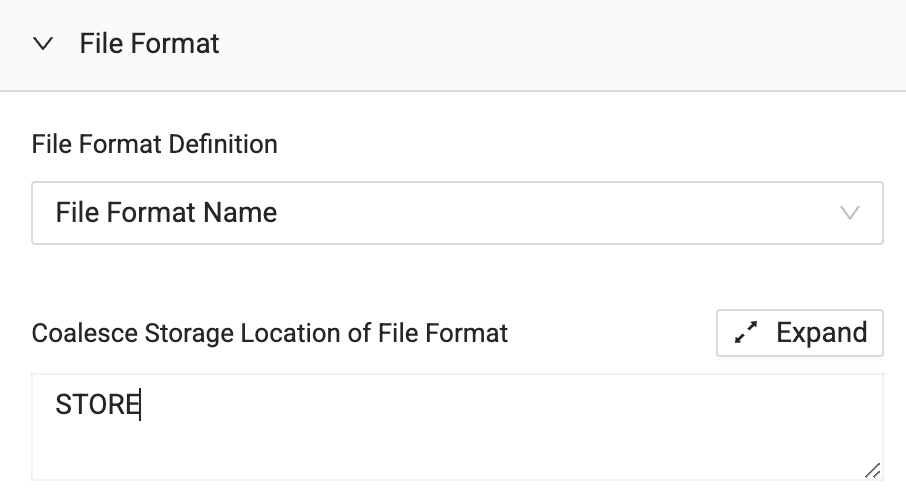 File Format
File Format Definition
File Format Name
Coalesce Storage Location of File Format
Expand
STORE